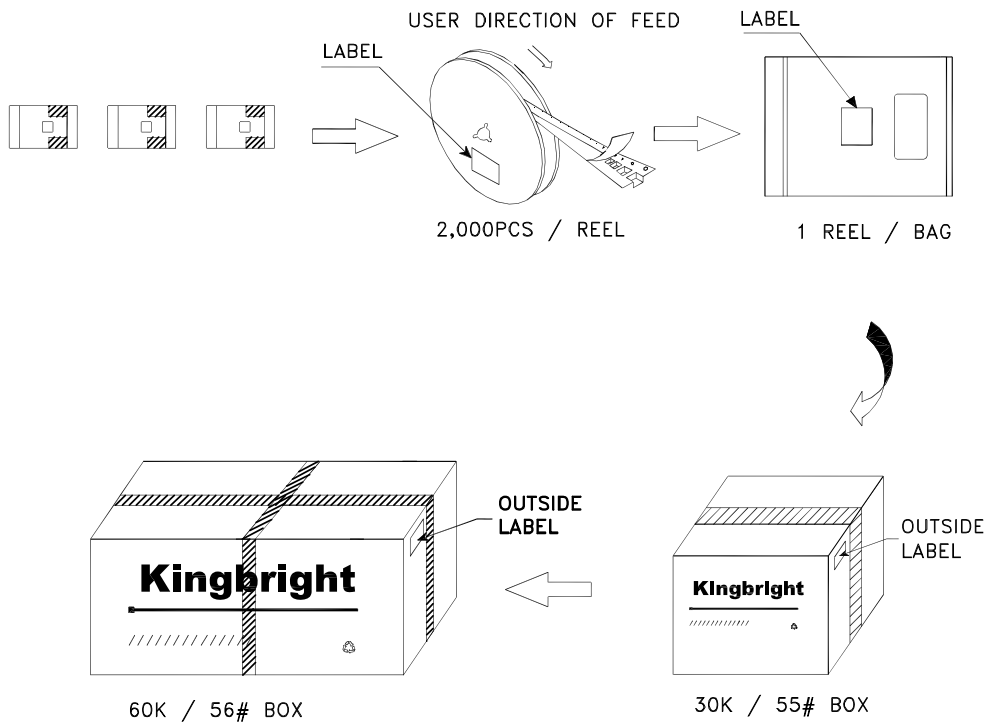 USER DIRECTION OF FEED
LABEL
LABEL
2,000PCS / REEL
1 REEL / BAG
OUTSIDE
LABEL
Kingbright
60K / 56# BOX
OUTSIDE
LABEL
Kingbright
30K / 55# BOX